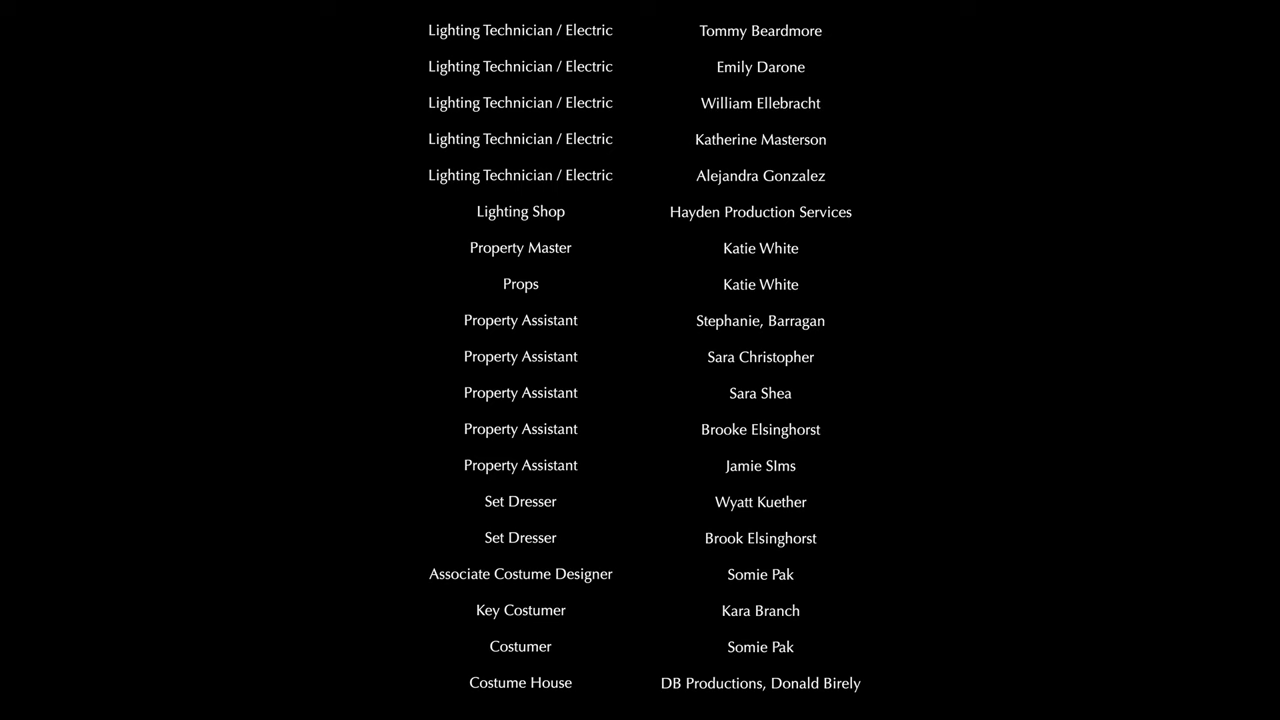 Lighting Technician / Electric Tommy Beardmore
Lighting Technician / Electric Emily Darone
Lighting Technician / Electric William Ellebracht
Lighting Technician / Electric Katherine Masterson
Lighting Technician / Electric Alejandra Gonzalez
Lighting Shop Hayden Production Services
Property Master Katie White
Props Katie White
Property Assistant Stephanie, Barragan
Property Assistant Sara Christopher
Property Assistant Sara Shea
Property Assistant Brooke Elsinghorst
Property Assistant Jamie SIms
Set Dresser Wyatt Kuether
Set Dresser Brook Elsinghorst
Associate Costume Designer Somie Pak
Key Costumer Kara Branch
Costumer Somie Pak
Costume House DB Productions, Donald Birely